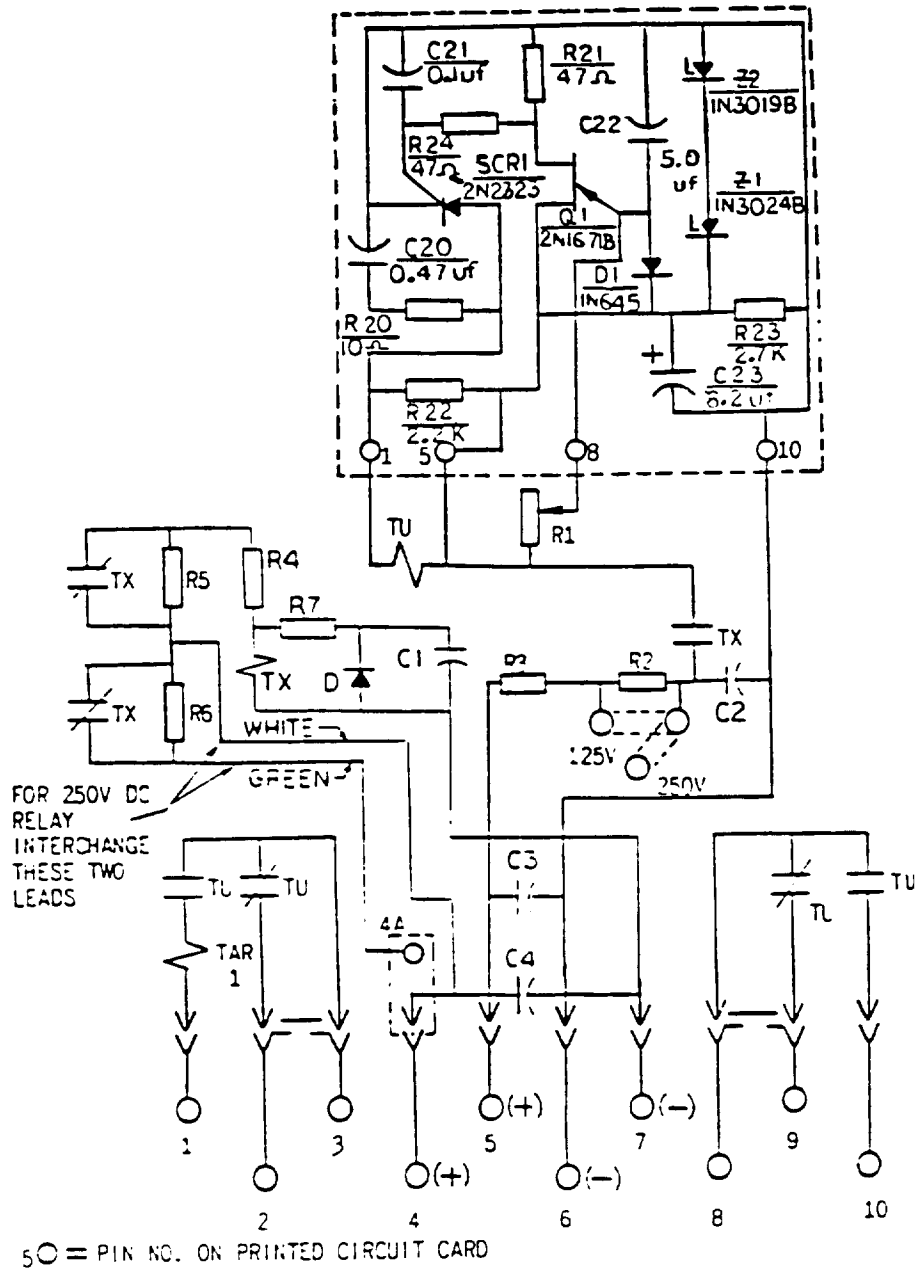 C21
0.1uf
R21
47Ω
C22
5.0
uf
Z2
1N3019B
R24
47Ω
SCR1
2N2323
Z1
1N3024B
Q1
2N1671B
C20
0.47uf
D1
1N645
R20
10Ω
R23
2.7K
+
C23
R22
2.2K
1
5
8
10
TU
R1
TX
R5
R4
R7
TX
D
C1
TX
R2
C2
TX
R6
WHITE
GREEN
125V
250V
FOR 250V DC
RELAY
INTERCHANGE
THESE TWO
LEADS
TU
TAR
1
C3
4A
C4
TU
1
3
5
(+)
7
(-)
9
2
4
(+)
6
(-)
8
10
5 = PIN NO. ON PRINTED CIRCUIT CARD